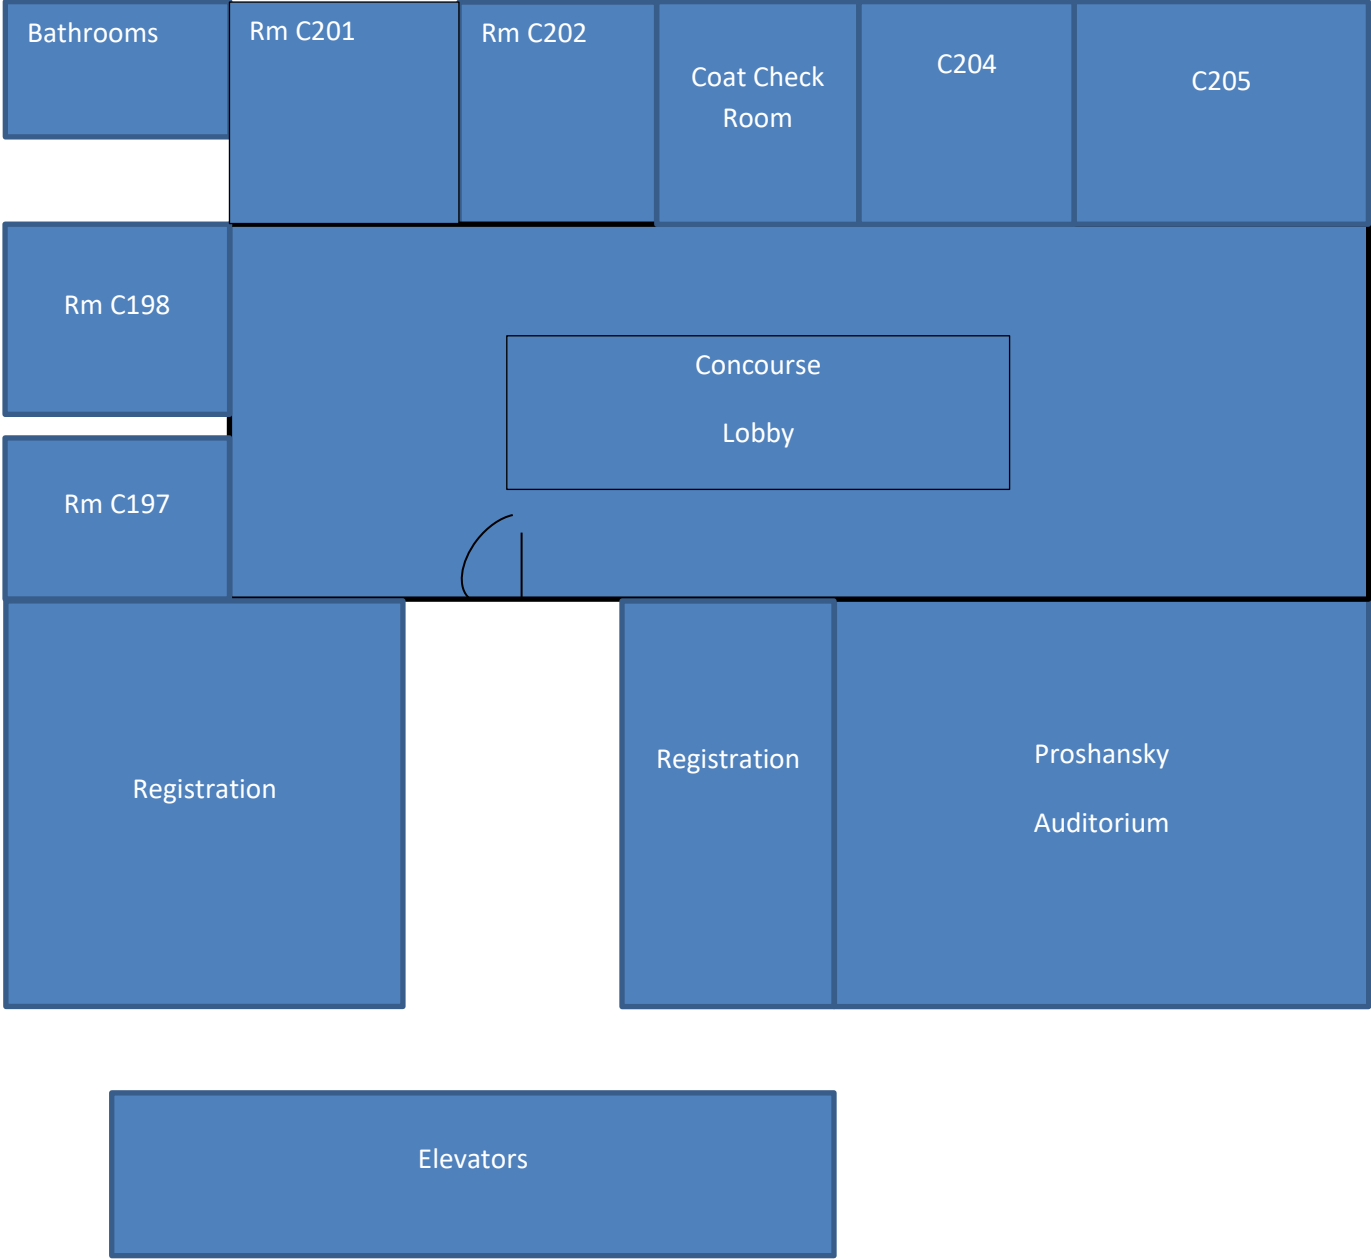 Bathrooms
Rm C201
Rm C202
Coat Check
Room
C204
C205
Rm C198
Concourse
Lobby
Rm C197
Registration
Registration
Proshansky
Auditorium
Elevators